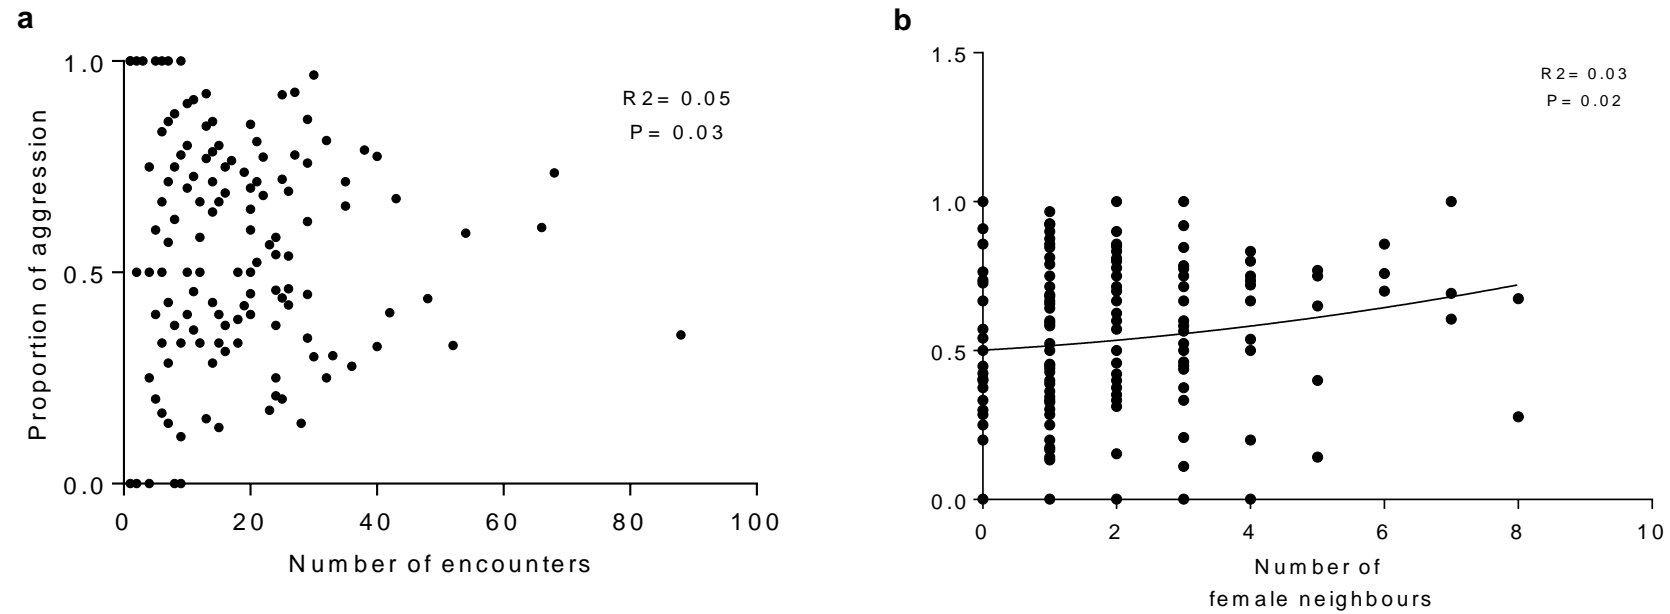 a
1.0
0.5
0.0
Proportion of aggression
R2= 0.05
P= 0.03
0 20 40 60 80 100
Number of encounters
b
1.5
1.0
0.5
0.0
R2= 0.03
P= 0.02
0 2 4 6 8 10
Number of
female neighbours